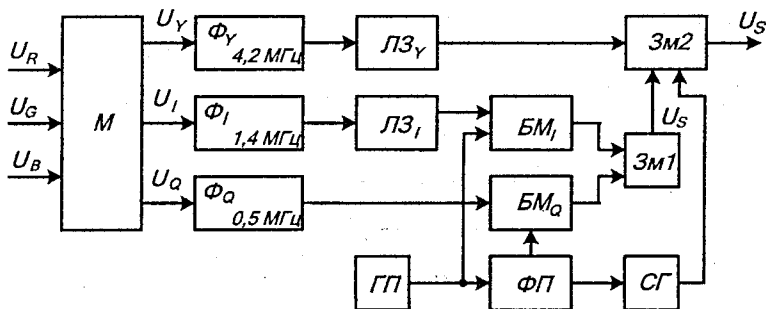 U_R
U_G
U_B
М
U_Y
U_I
U_Q
Ф_Y
4,2 МГц
Ф_I
1,4 МГц
Ф_Q
0,5 МГц
ЛЗ_Y
ЛЗ_I
БМ_I
БМ_Q
Зм1
Зм2
U_S
U_S
ГП
ФП
СГ